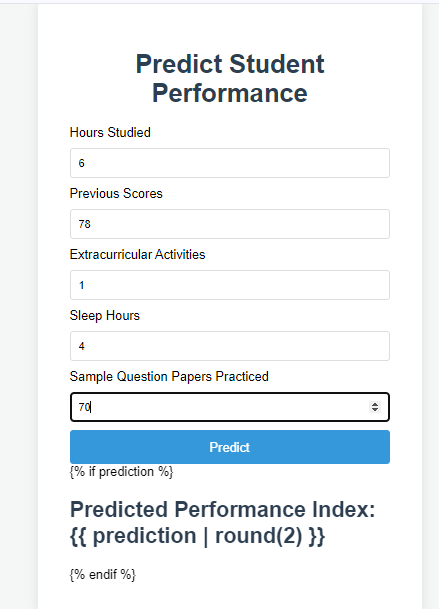 Predict Student
Performance
Hours Studied
6
Previous Scores
78
Extracurricular Activities
1
Sleep Hours
4
Sample Question Papers Practiced
70
Predict
{% if prediction %}
Predicted Performance Index:
{{ prediction | round(2) }}
{% endif %}